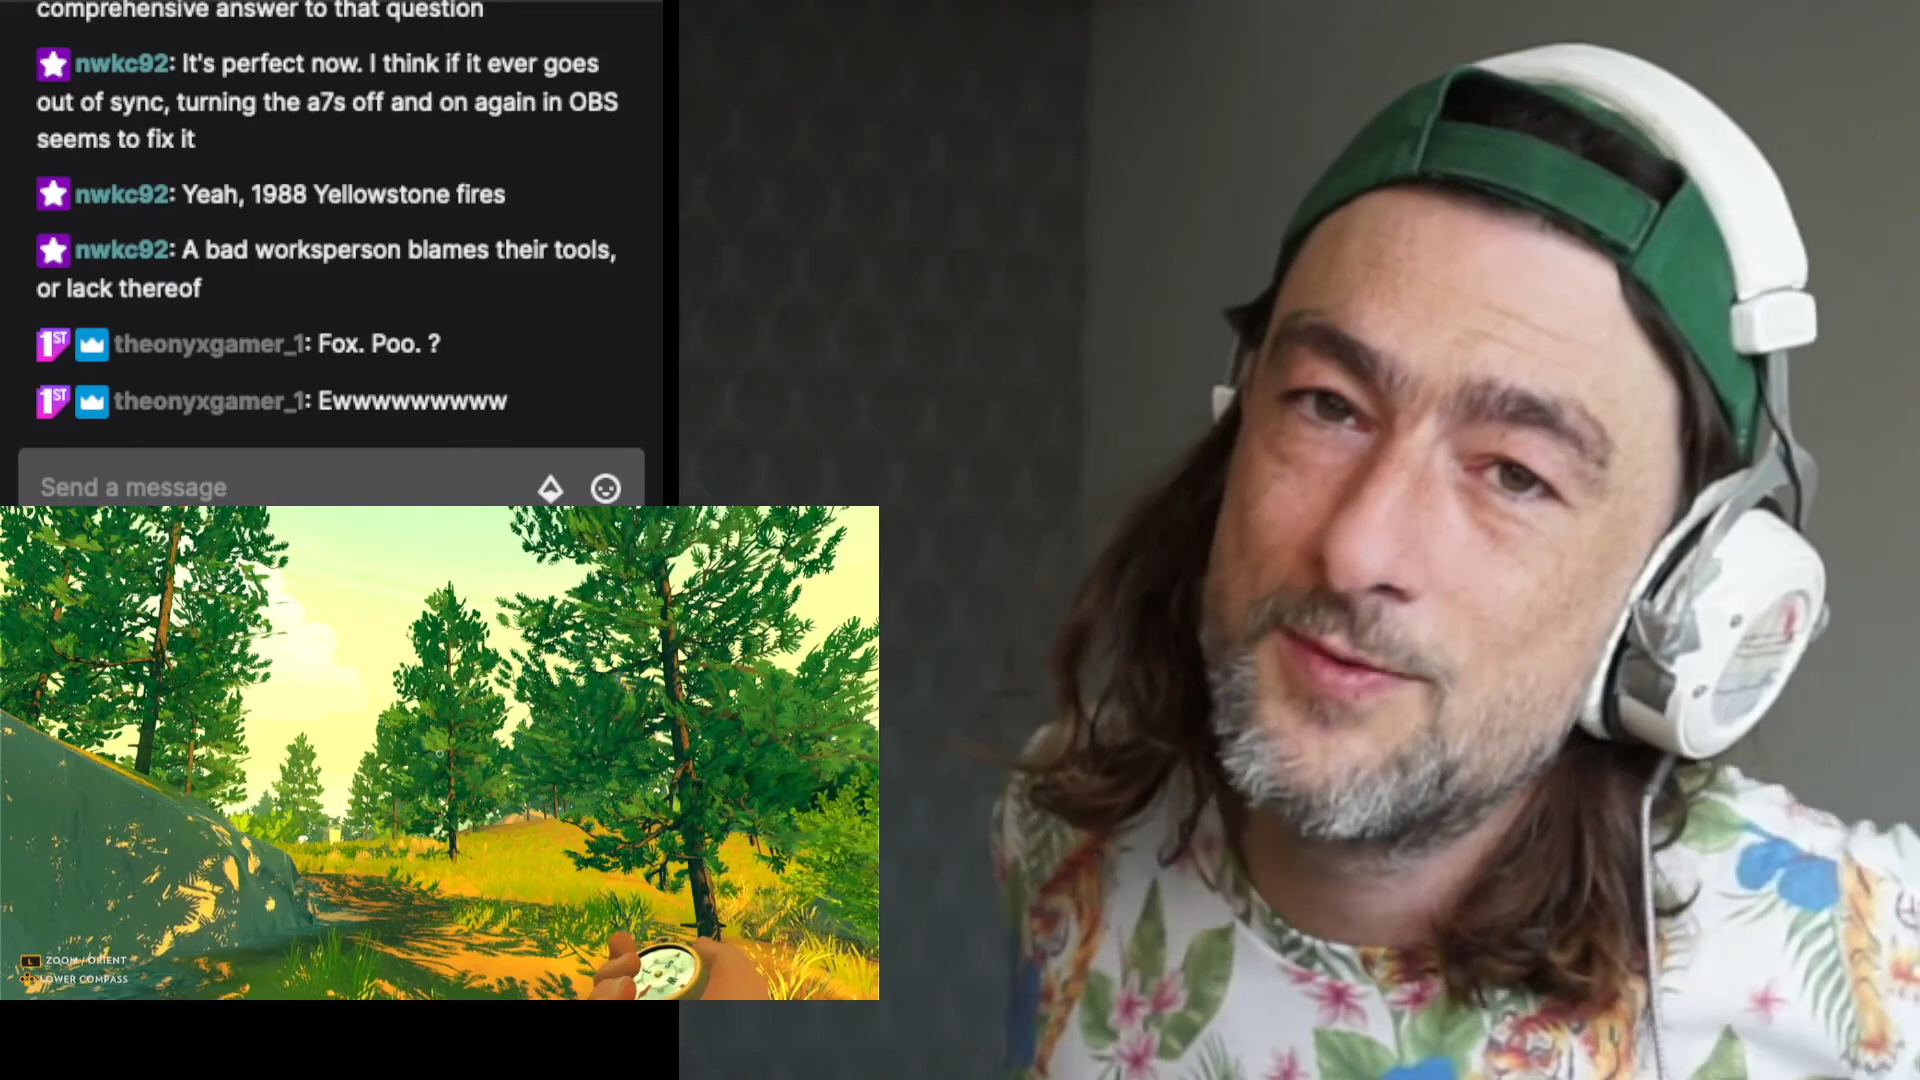 comprehensive answer to that question
nwkc92: It's perfect now. I think if it ever goes
out of sync, turning the a7s off and on again in OBS
seems to fix it
nwkc92: Yeah, 1988 Yellowstone fires
nwkc92: A bad worksperson blames their tools,
or lack thereof
1ST theonyxgamer_1: Fox. Poo. ?
1ST theonyxgamer_1: Ewwwwwwwww
Send a message
L ZOOM / ORIENT
LOWER COMPASS